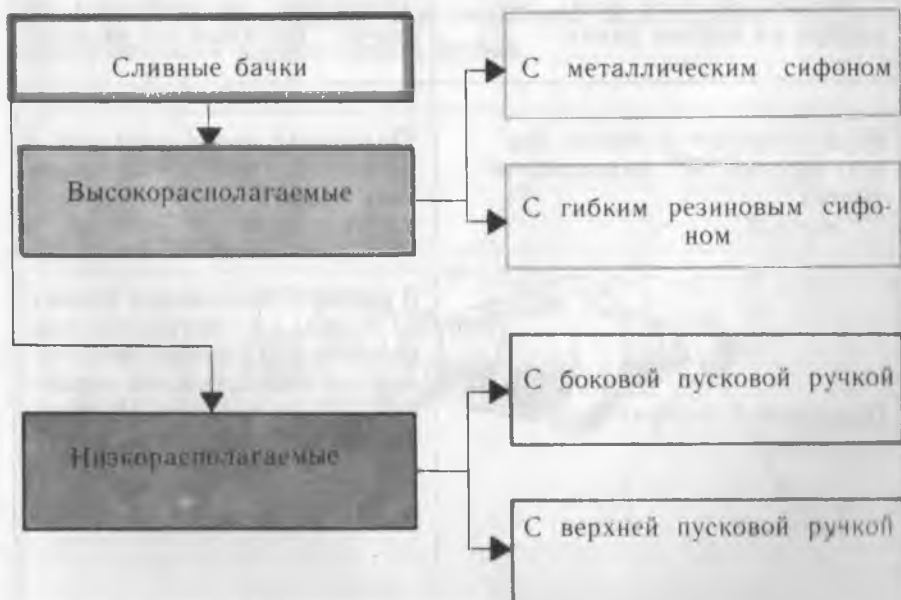 Сливные бачки
С металлическим сифоном
Высокорасполагаемые
С гибким резиновым сифо-
ном
С боковой пусковой ручкой
Низкорасполагаемые
С верхней пусковой ручкой